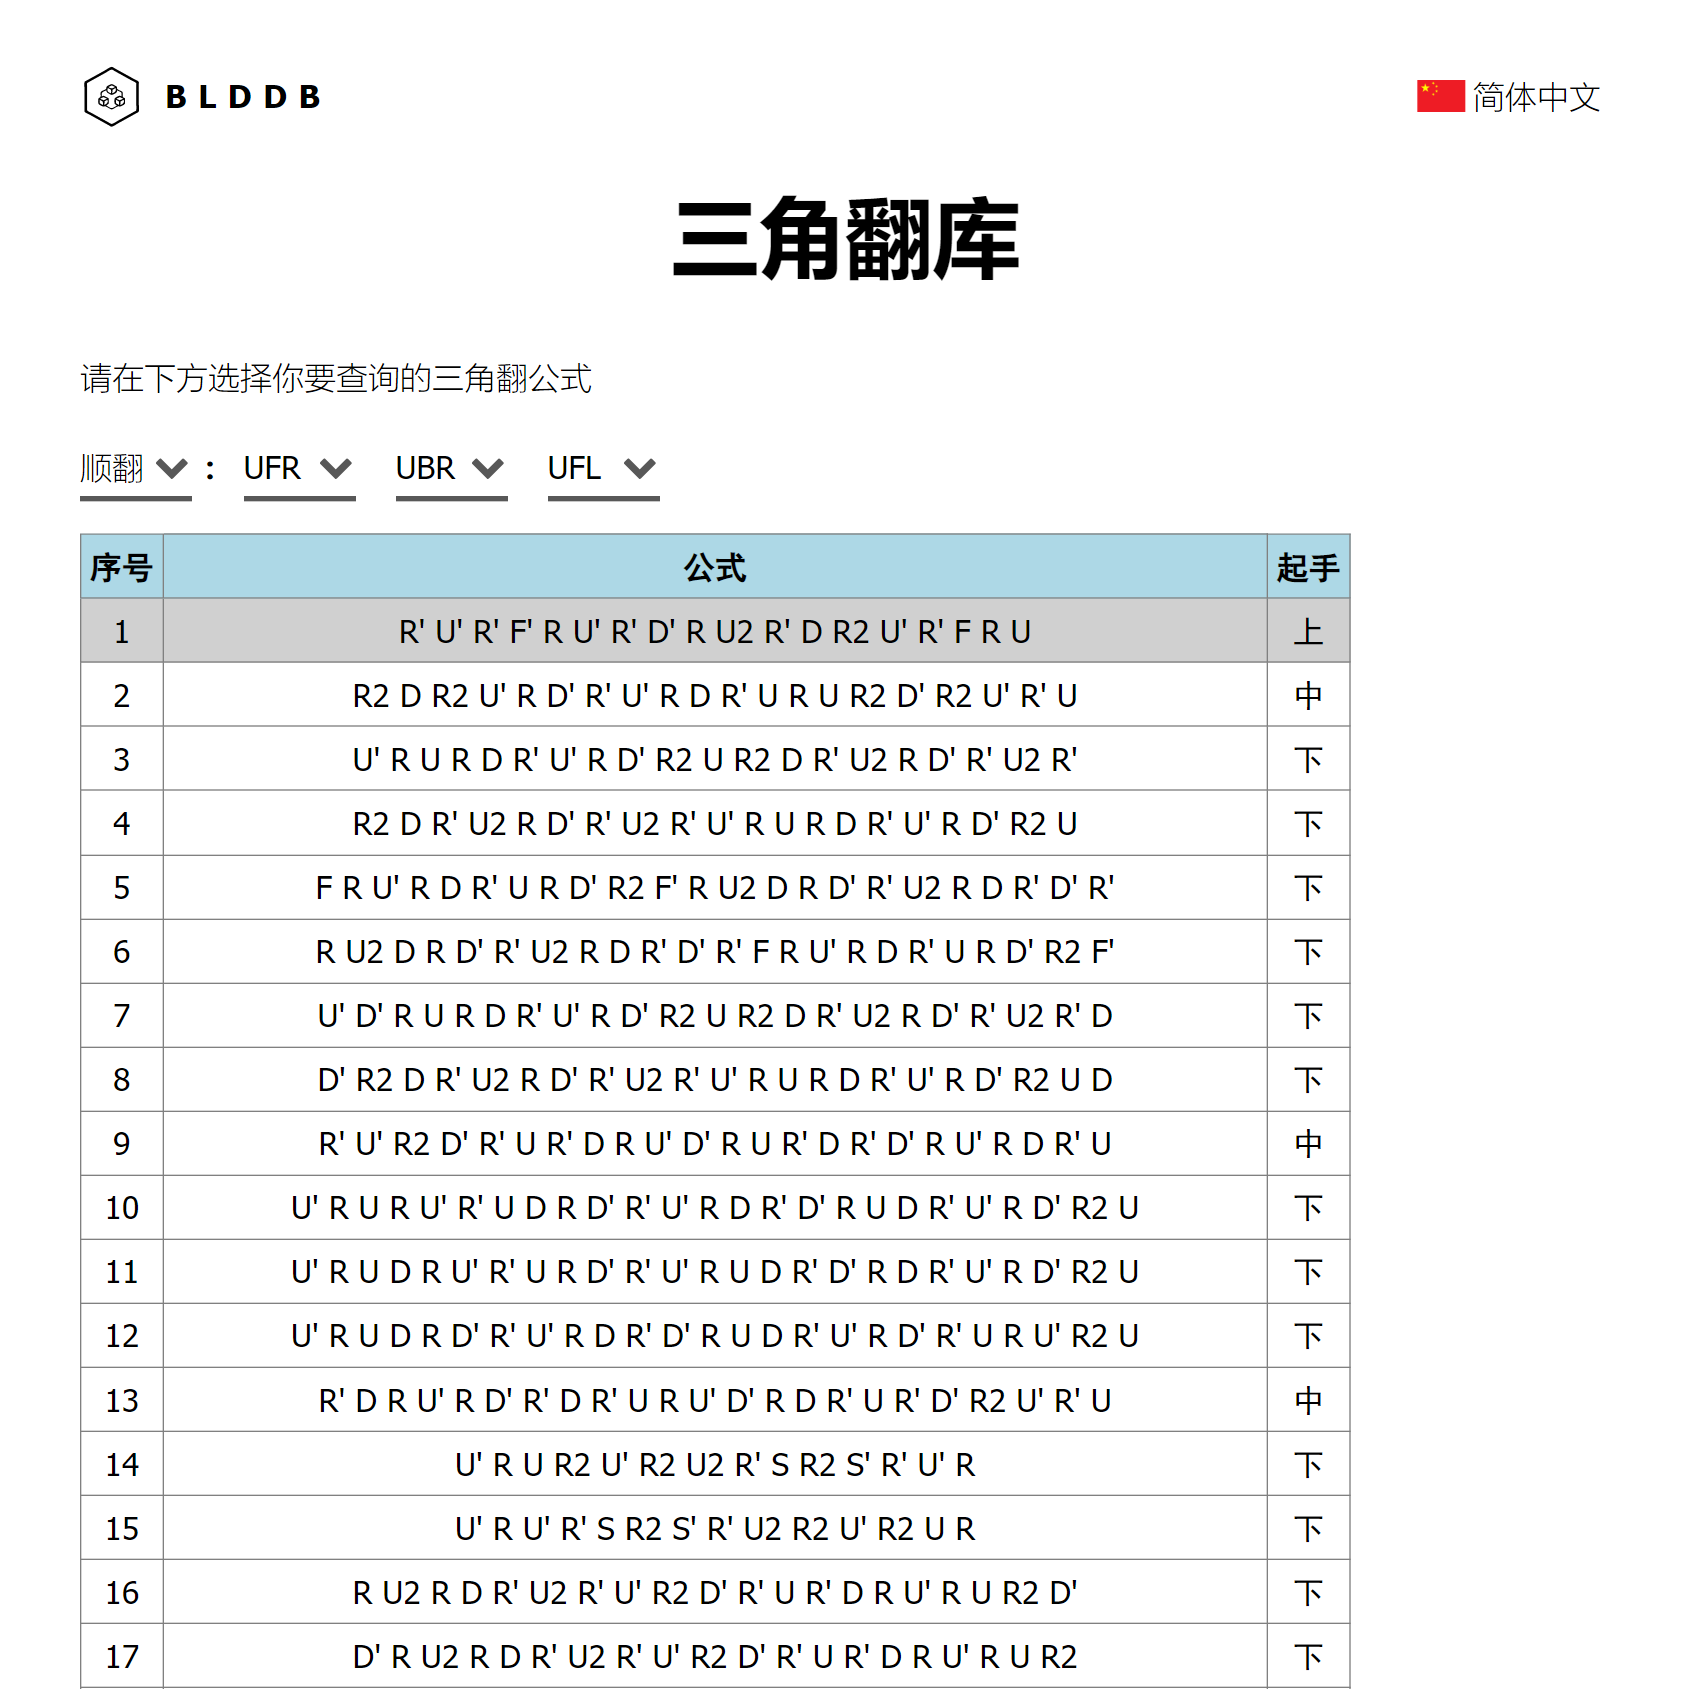 BLDDB
简体中文
三角翻库
请在下方选择你要查询的三角翻公式
顺翻 : UFR UBR UFL
序号 公式 起手
1 R' U' R' F' R U' R' D' R U2 R' D R2 U' R' F R U 上
2 R2 D R2 U' R D' R' U' R D R' U R U R2 D' R2 U' R' U 中
3 U' R U R D R' U' R D' R2 U R2 D R' U2 R D' R' U2 R' 下
4 R2 D R' U2 R D' R' U2 R' U' R U R D R' U' R D' R2 U 下
5 F R U' R D R' U R D' R2 F' R U2 D R D' R' U2 R D R' D' R' 下
6 R U2 D R D' R' U2 R D R' D' R' F R U' R D R' U R D' R2 F' 下
7 U' D' R U R D R' U' R D' R2 U R2 D R' U2 R D' R' U2 R' D 下
8 D' R2 D R' U2 R D' R' U2 R' U' R U R D R' U' R D' R2 U D 下
9 R' U' R2 D' R' U R' D R U' D' R U R' D R' D' R U' R D R' U 中
10 U' R U R U' R' U D R D' R' U' R D R' D' R U D R' U' R D' R2 U 下
11 U' R U D R U' R' U R D' R' U' R U D R' D' R D R' U' R D' R2 U 下
12 U' R U D R D' R' U' R D R' D' R U D R' U' R D' R' U R U' R2 U 下
13 R' D R U' R D' R' D R' U R U' D' R D R' U R' D' R2 U' R' U 中
14 U' R U R2 U' R2 U2 R' S R2 S' R' U' R 下
15 U' R U' R' S R2 S' R' U2 R2 U' R2 U R 下
16 R U2 R D R' U2 R' U' R2 D' R' U R' D R U' R U R2 D' 下
17 D' R U2 R D R' U2 R' U' R2 D' R' U R' D R U' R U R2 下